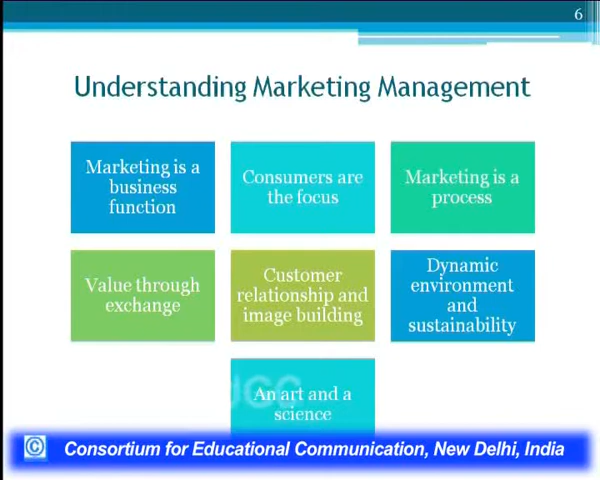 6
Understanding Marketing Management
Marketing is a
business
function
Consumers are
the focus
Marketing is a
process
Value through
exchange
Customer
relationship and
image building
Dynamic
environment
and
sustainability
An art and a
science
© Consortium for Educational Communication, New Delhi, India